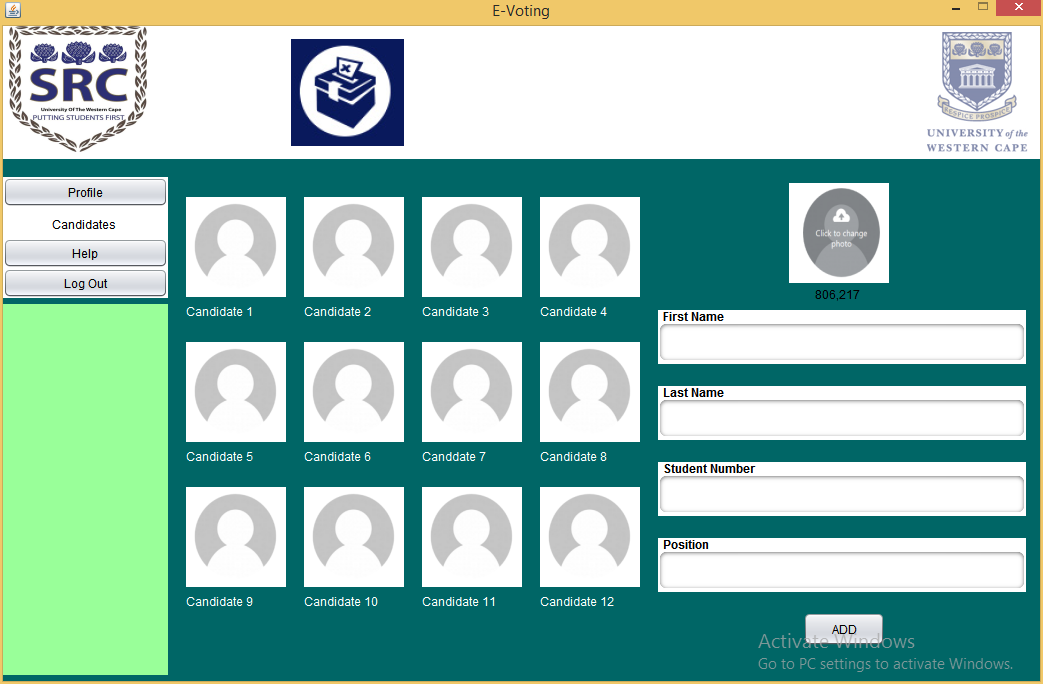 E-Voting
SRC
University Of The Western Cape
PUTTING STUDENTS FIRST
RESPICE PROSPICE
UNIVERSITY of the
WESTERN CAPE
Profile
Candidates
Help
Log Out
Candidate 1
Candidate 2
Candidate 3
Candidate 4
Candidate 5
Candidate 6
Canddate 7
Candidate 8
Candidate 9
Candidate 10
Candidate 11
Candidate 12
Click to change
photo
806,217
First Name
Last Name
Student Number
Position
ADD
Activate Windows
Go to PC settings to activate Windows.